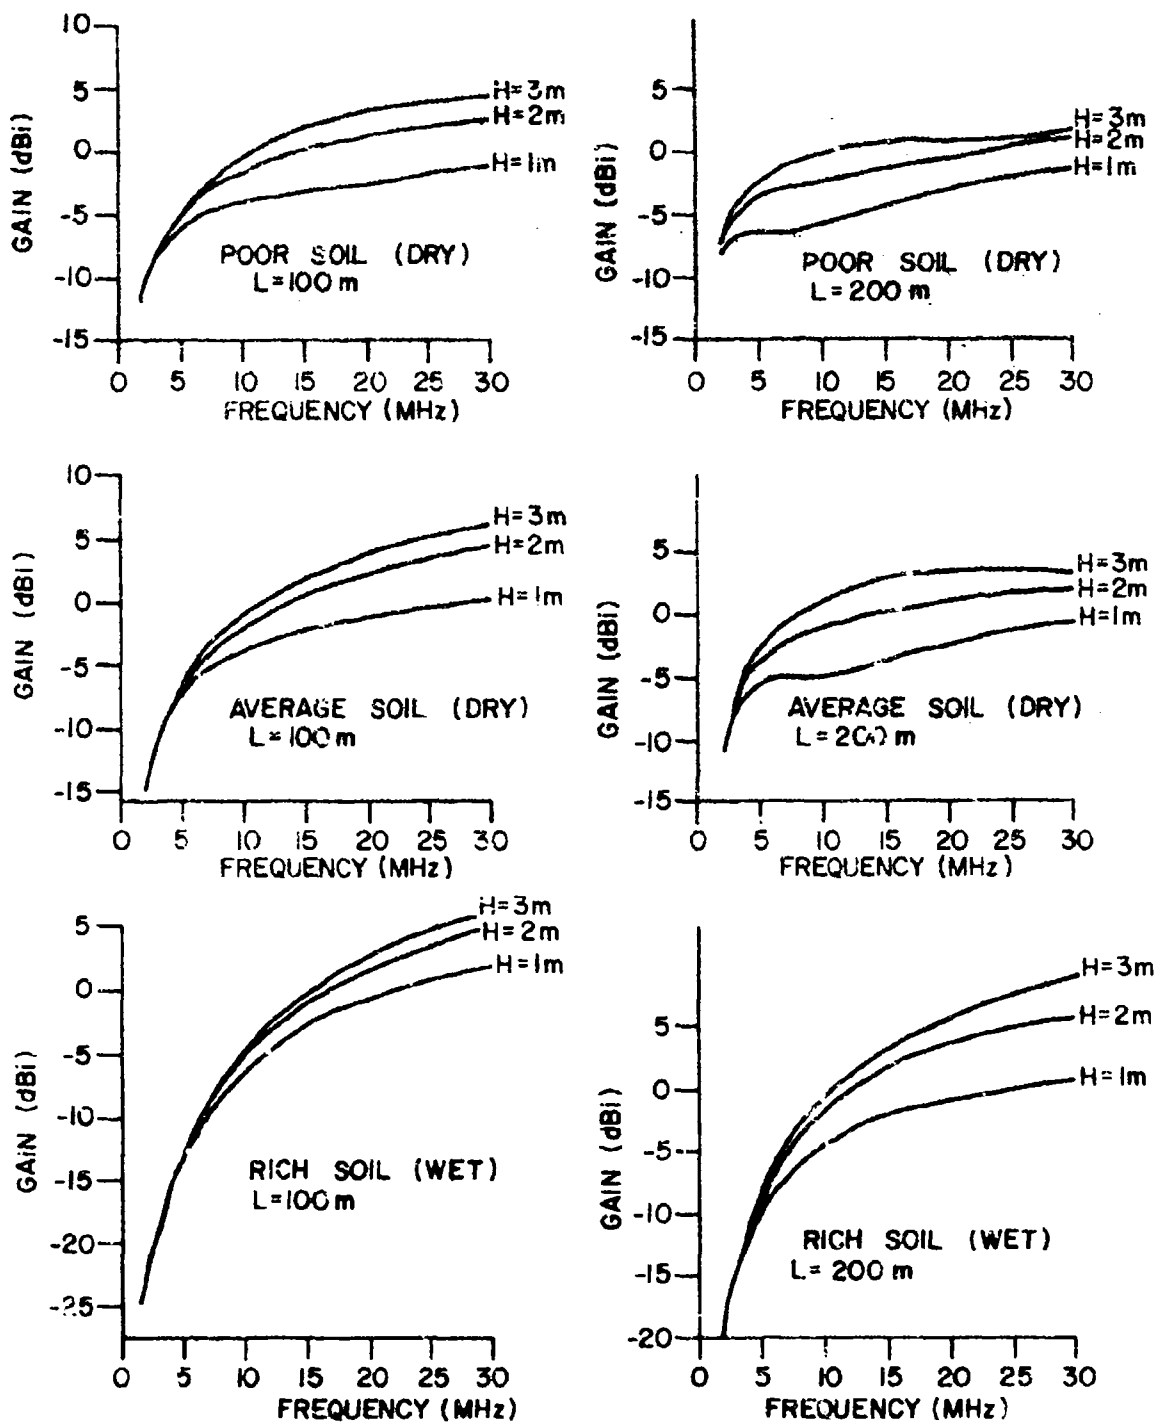 10
5
0
-5
-10
-15
GAIN (dBi)
H=3m
H=2m
H=1m
POOR SOIL (DRY)
L=100 m
0 5 10 15 20 25 30
FREQUENCY (MHz)
5
0
-5
-10
-15
GAIN (dBi)
H=3m
H=2m
H=1m
POOR SOIL (DRY)
L=200 m
0 5 10 15 20 25 30
FREQUENCY (MHz)
10
5
0
-5
-10
-15
GAIN (dBi)
H=3m
H=2m
H=1m
AVERAGE SOIL (DRY)
L=100 m
0 5 10 15 20 25 30
FREQUENCY (MHz)
5
0
-5
-10
-15
GAIN (dBi)
H=3m
H=2m
H=1m
AVERAGE SOIL (DRY)
L=200 m
0 5 10 15 20 25 30
FREQUENCY (MHz)
5
0
-5
-10
-15
-20
-25
GAIN (dBi)
H=3m
H=2m
H=1m
RICH SOIL (WET)
L=100 m
0 5 10 15 20 25 30
FREQUENCY (MHz)
5
0
-5
-10
-15
-20
GAIN (dBi)
H=3m
H=2m
H=1m
RICH SOIL (WET)
L=200 m
0 5 10 15 20 25 30
FREQUENCY (MHz)